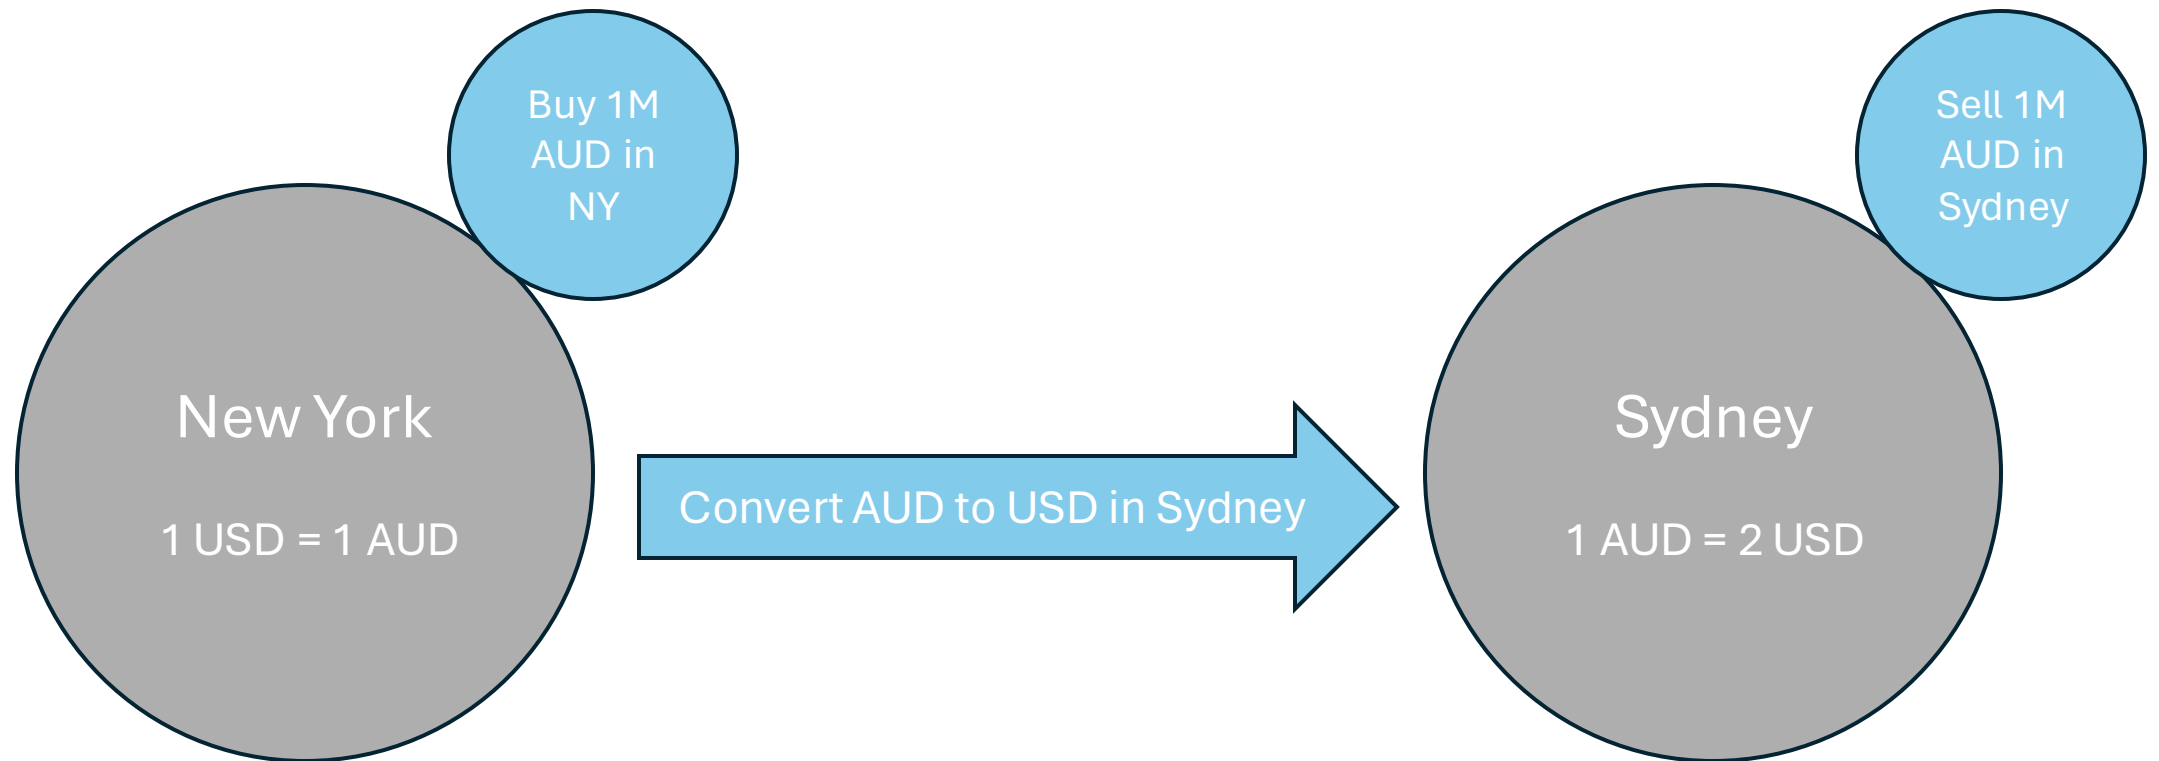 Buy 1M
AUD in
NY
New York
1 USD = 1 AUD
Convert AUD to USD in Sydney
Sell 1M
AUD in
Sydney
Sydney
1 AUD = 2 USD